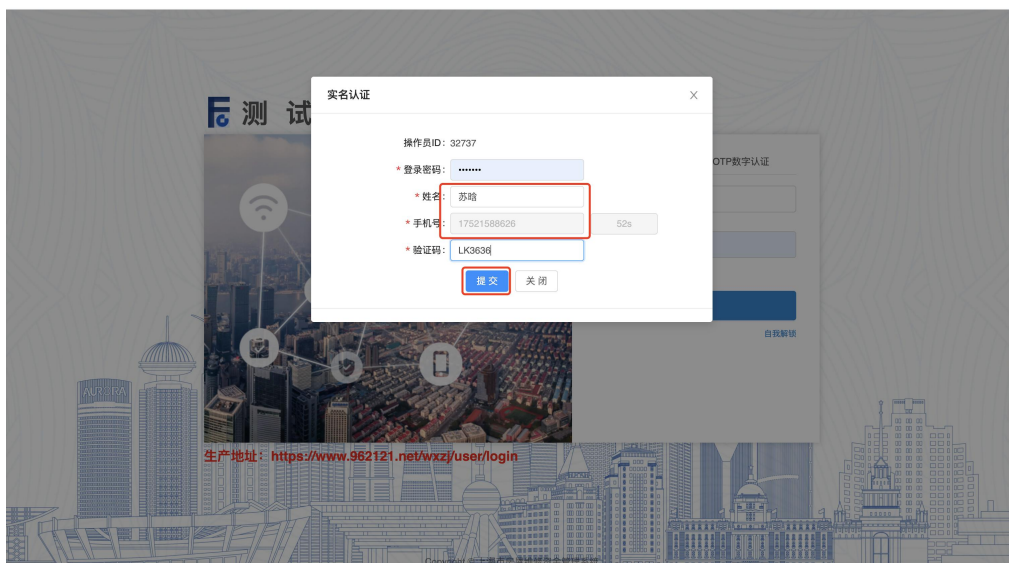 测 试
实名认证
操作员ID: 32737
* 登录密码: •••••••
* 姓名: 苏晗
* 手机号: 17521588626 52s
* 验证码: LK3636
提 交 关 闭
OTP数字认证
自我解锁
AURORA
生产地址：https://www.962121.net/wxzj/user/login
Copyright